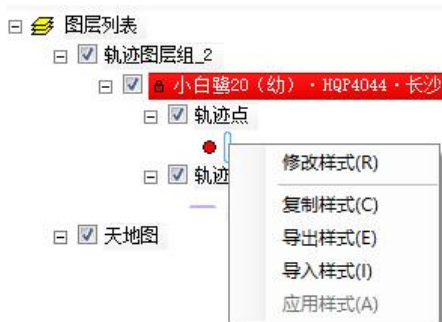 图层列表
轨迹图层组_2
小白鹭20（幼）·HQP4044·长沙
轨迹点
轨迹
天地图
修改样式(R)
复制样式(C)
导出样式(E)
导入样式(I)
应用样式(A)